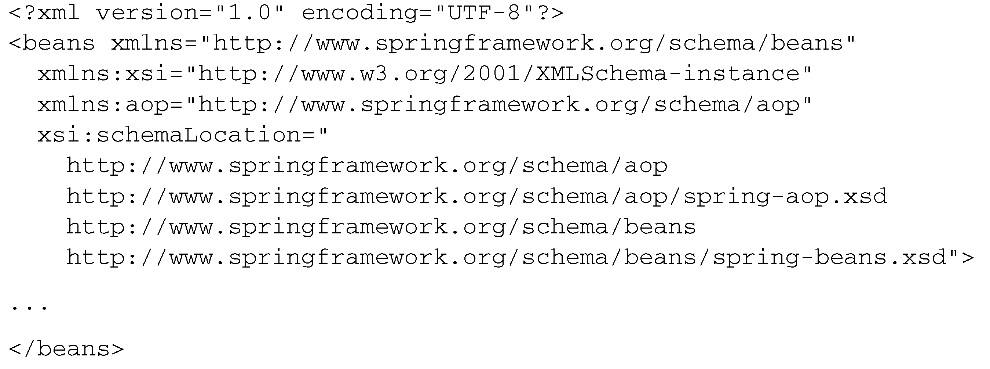 <?xml version="1.0" encoding="UTF-8"?>
<beans xmlns="http://www.springframework.org/schema/beans"
  xmlns:xsi="http://www.w3.org/2001/XMLSchema-instance"
  xmlns:aop="http://www.springframework.org/schema/aop"
  xsi:schemaLocation="
    http://www.springframework.org/schema/aop
    http://www.springframework.org/schema/aop/spring-aop.xsd
    http://www.springframework.org/schema/beans
    http://www.springframework.org/schema/beans/spring-beans.xsd">
...
</beans>